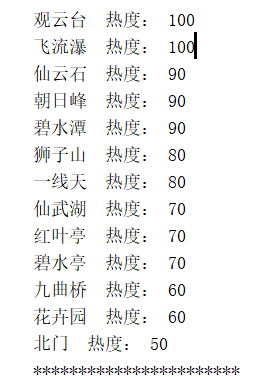 观云台  热度： 100
飞流瀑  热度： 100
仙云石  热度： 90
朝日峰  热度： 90
碧水潭  热度： 90
狮子山  热度： 80
一线天  热度： 80
仙武湖  热度： 70
红叶亭  热度： 70
碧水亭  热度： 70
九曲桥  热度： 60
花卉园  热度： 60
北门  热度： 50
***********************